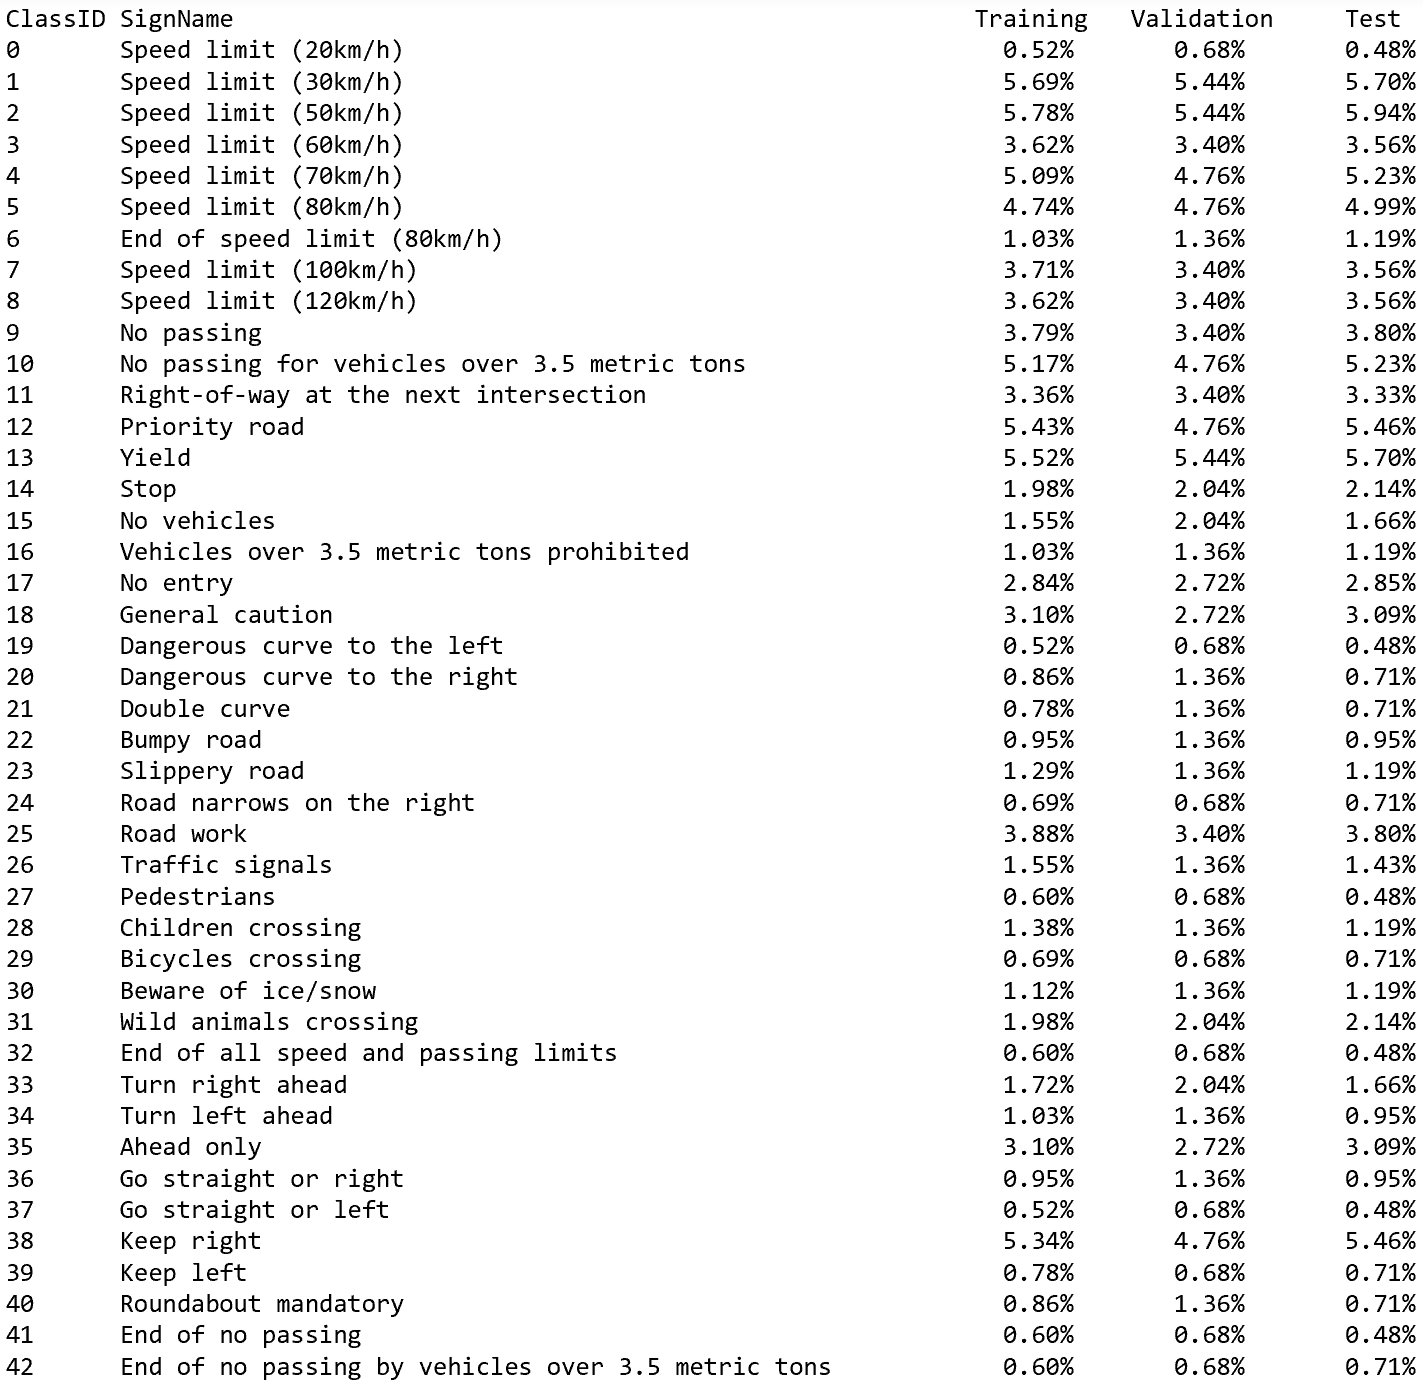 ClassID SignName Training Validation Test
0 Speed limit (20km/h) 0.52% 0.68% 0.48%
1 Speed limit (30km/h) 5.69% 5.44% 5.70%
2 Speed limit (50km/h) 5.78% 5.44% 5.94%
3 Speed limit (60km/h) 3.62% 3.40% 3.56%
4 Speed limit (70km/h) 5.09% 4.76% 5.23%
5 Speed limit (80km/h) 4.74% 4.76% 4.99%
6 End of speed limit (80km/h) 1.03% 1.36% 1.19%
7 Speed limit (100km/h) 3.71% 3.40% 3.56%
8 Speed limit (120km/h) 3.62% 3.40% 3.56%
9 No passing 3.79% 3.40% 3.80%
10 No passing for vehicles over 3.5 metric tons 5.17% 4.76% 5.23%
11 Right-of-way at the next intersection 3.36% 3.40% 3.33%
12 Priority road 5.43% 4.76% 5.46%
13 Yield 5.52% 5.44% 5.70%
14 Stop 1.98% 2.04% 2.14%
15 No vehicles 1.55% 2.04% 1.66%
16 Vehicles over 3.5 metric tons prohibited 1.03% 1.36% 1.19%
17 No entry 2.84% 2.72% 2.85%
18 General caution 3.10% 2.72% 3.09%
19 Dangerous curve to the left 0.52% 0.68% 0.48%
20 Dangerous curve to the right 0.86% 1.36% 0.71%
21 Double curve 0.78% 1.36% 0.71%
22 Bumpy road 0.95% 1.36% 0.95%
23 Slippery road 1.29% 1.36% 1.19%
24 Road narrows on the right 0.69% 0.68% 0.71%
25 Road work 3.88% 3.40% 3.80%
26 Traffic signals 1.55% 1.36% 1.43%
27 Pedestrians 0.60% 0.68% 0.48%
28 Children crossing 1.38% 1.36% 1.19%
29 Bicycles crossing 0.69% 0.68% 0.71%
30 Beware of ice/snow 1.12% 1.36% 1.19%
31 Wild animals crossing 1.98% 2.04% 2.14%
32 End of all speed and passing limits 0.60% 0.68% 0.48%
33 Turn right ahead 1.72% 2.04% 1.66%
34 Turn left ahead 1.03% 1.36% 0.95%
35 Ahead only 3.10% 2.72% 3.09%
36 Go straight or right 0.95% 1.36% 0.95%
37 Go straight or left 0.52% 0.68% 0.48%
38 Keep right 5.34% 4.76% 5.46%
39 Keep left 0.78% 0.68% 0.71%
40 Roundabout mandatory 0.86% 1.36% 0.71%
41 End of no passing 0.60% 0.68% 0.48%
42 End of no passing by vehicles over 3.5 metric tons 0.60% 0.68% 0.71%